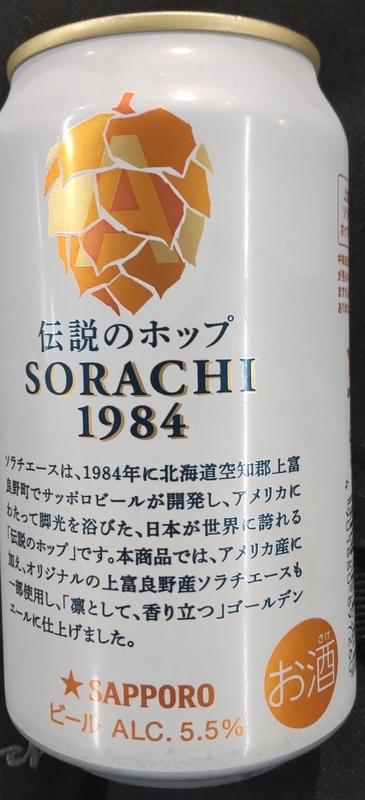 A
伝説のホップ
SORACHI
1984
ソラチエースは、1984年に北海道空知郡上富
良野町でサッポロビールが開発し、アメリカに
わたって脚光を浴びた、日本が世界に誇れる
「伝説のホップ」です。本商品では、アメリカ産に
加え、オリジナルの上富良野産ソラチエースも
一部使用し、「凛として、香り立つ」ゴールデン
エールに仕上げました。
★SAPPORO
ビール ALC. 5.5%
さけ
お酒